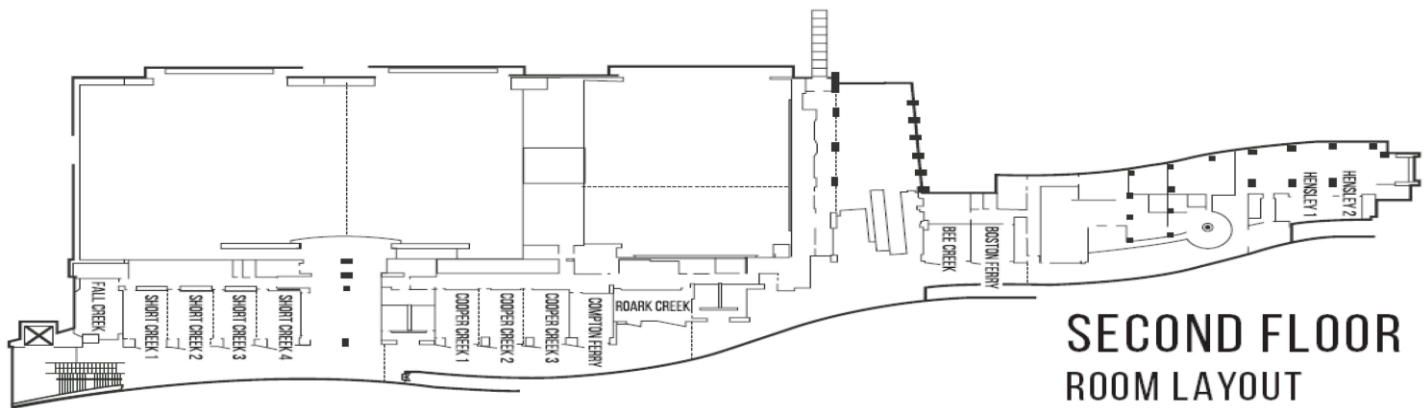 FALL CREEK
SHORT CREEK 1
SHORT CREEK 2
SHORT CREEK 3
SHORT CREEK 4
COOPER CREEK 1
COOPER CREEK 2
COOPER CREEK 3
COMPTON FERRY
ROARK CREEK
BEE CREEK
BOSTON FERRY
HENSLEY 1
HENSLEY 2
SECOND FLOOR
ROOM LAYOUT